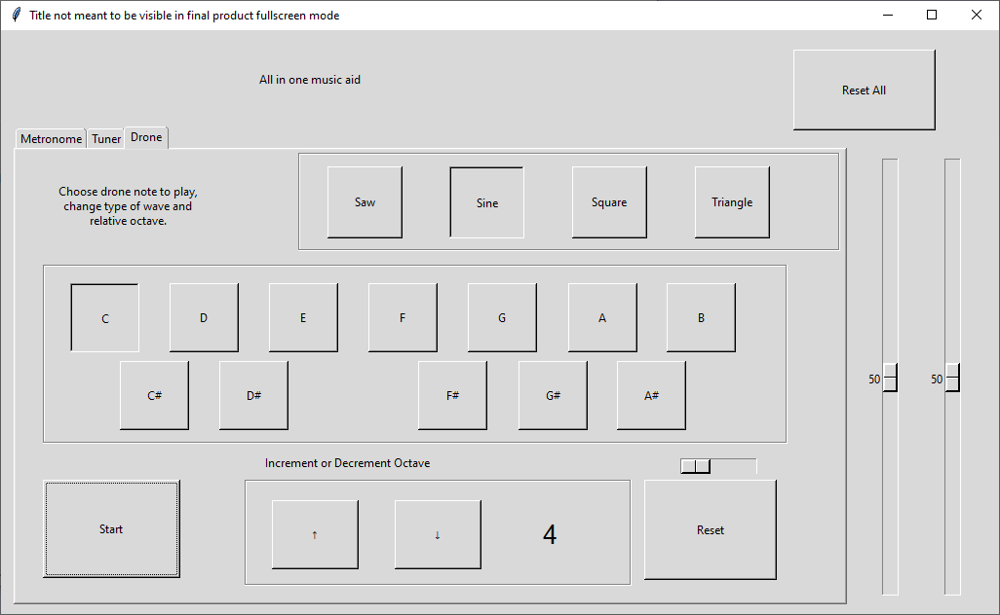 Title not meant to be visible in final product fullscreen mode
All in one music aid
Reset All
Metronome Tuner Drone
Choose drone note to play,
change type of wave and
relative octave.
Saw Sine Square Triangle
C D E F G A B
C# D# F# G# A#
50 50
Increment or Decrement Octave
Start ↑ ↓ 4 Reset